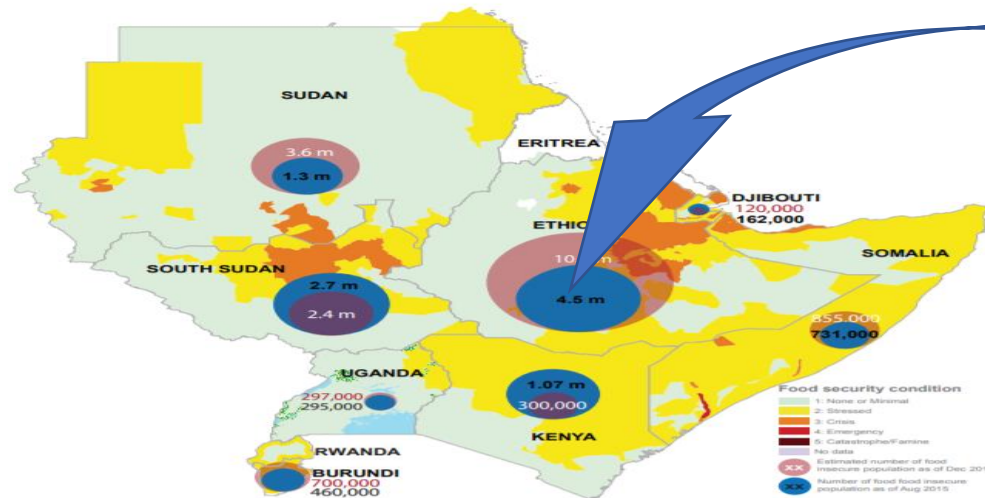 SUDAN
3.6 m
1.3 m
ERITREA
DJIBOUTI
120,000
162,000
SOMALIA
SOUTH SUDAN
2.7 m
2.4 m
4.5 m
855.000
731,000
UGANDA
297,000
295,000
1.07 m
300,000
KENYA
RWANDA
BURUNDI
700,000
460,000
Food security condition
1: None or Minimal
2: Stressed
3: Crisis
4: Emergency
5: Catastrophe/Famine
No data
xx
Estimated number of food
insecure population as of Dec
xx
Number of food food insecure
population as of Aug 2015